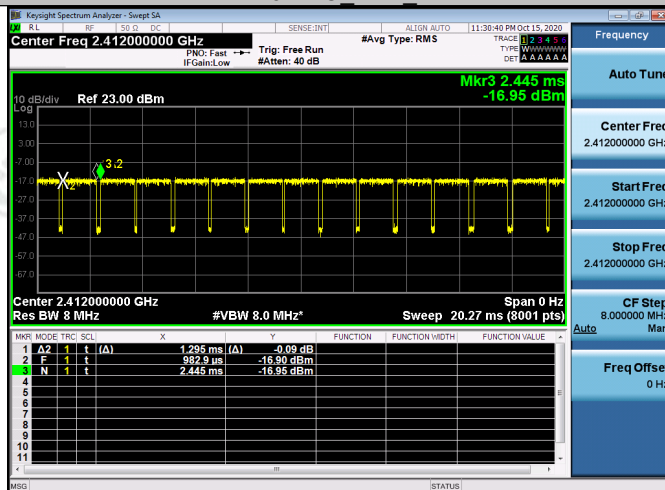 Keysight Spectrum Analyzer - Swept SA
LXI RL RF 50 Ω DC SENSE:INT ALIGN AUTO 11:30:40 PM Oct 15, 2020
Center Freq 2.412000000 GHz
PNO: Fast
IFGain:Low
Trig: Free Run
#Atten: 40 dB
#Avg Type: RMS
TRACE 1 2 3 4 5 6
TYPE W W W W W W
DET A A A A A A
Mkr3 2.445 ms
-16.95 dBm
10 dB/div Ref 23.00 dBm
Log
13.0
3.00
-7.00
-17.0
-27.0
-37.0
-47.0
-57.0
-67.0
Center 2.412000000 GHz Span 0 Hz
Res BW 8 MHz #VBW 8.0 MHz* Sweep 20.27 ms (8001 pts)
MKR MODE TRC SCL X Y FUNCTION FUNCTION WIDTH FUNCTION VALUE
1 Δ2 1 t (Δ) 1.295 ms (Δ) -0.09 dB
2 F 1 t 982.9 µs -16.90 dBm
3 N 1 t 2.445 ms -16.95 dBm
4
5
6
7
8
9
10
11
MSG STATUS
Frequency
Auto Tune
Center Freq
2.412000000 GHz
Start Freq
2.412000000 GHz
Stop Freq
2.412000000 GHz
CF Step
8.000000 MHz
Auto Man
Freq Offset
0 Hz